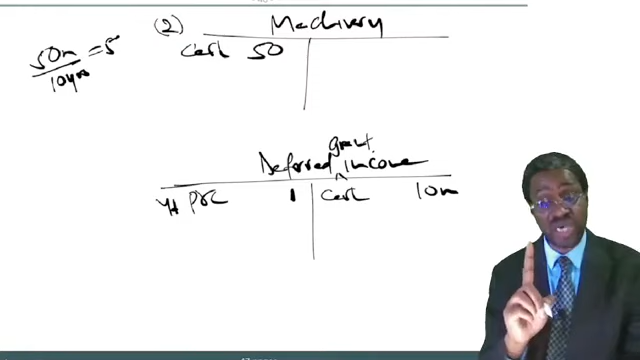 (2) Machinery
50m = 5
10yrs
Cash 50
grant
Deferred ^ income
P&L 1
Cash 10m